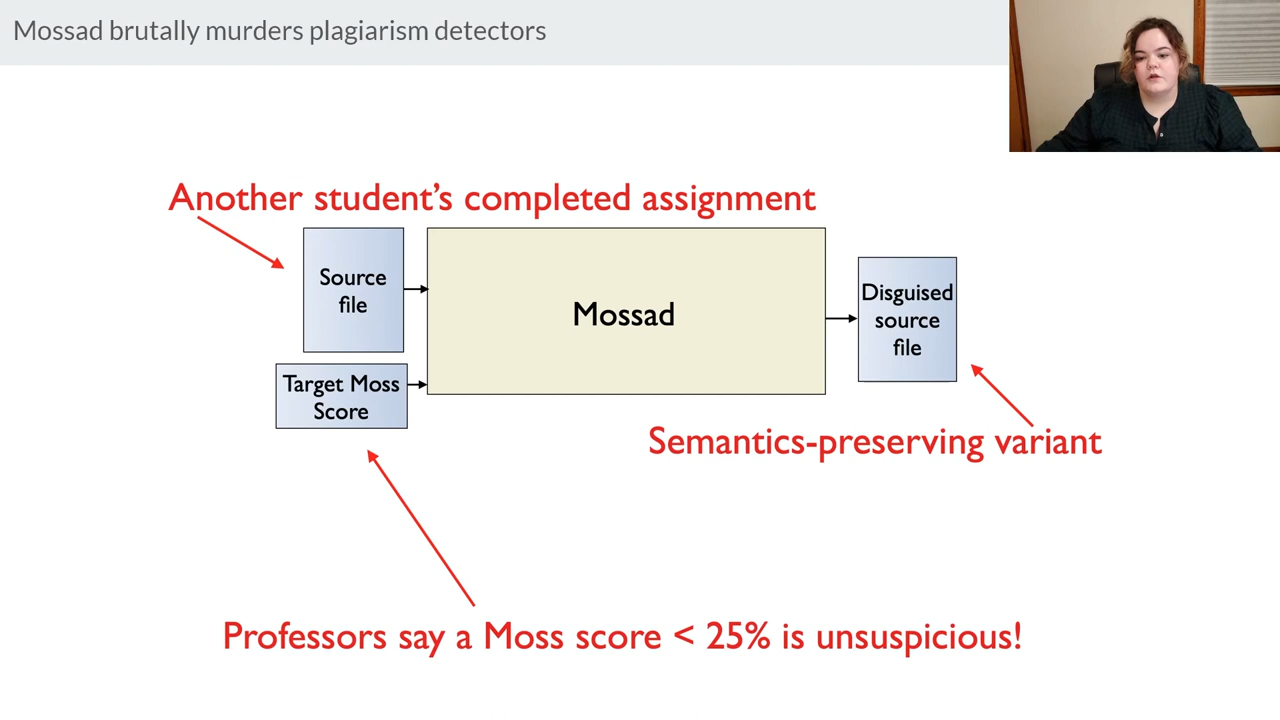 Mossad brutally murders plagiarism detectors
Another student's completed assignment
Source
file
Mossad
Disguised
source
file
Target Moss
Score
Semantics-preserving variant
Professors say a Moss score < 25% is unsuspicious!